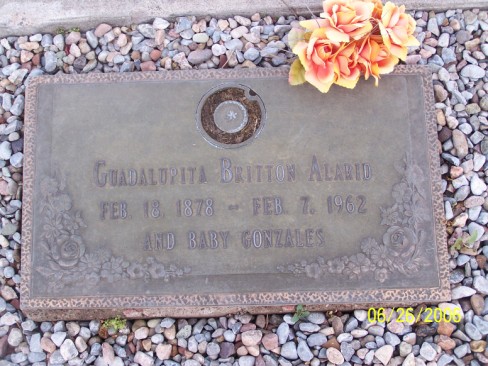 Guadalupita Britton Alarid
Feb. 18, 1878 – Feb. 7, 1962
and Baby Gonzales
06/26/2006